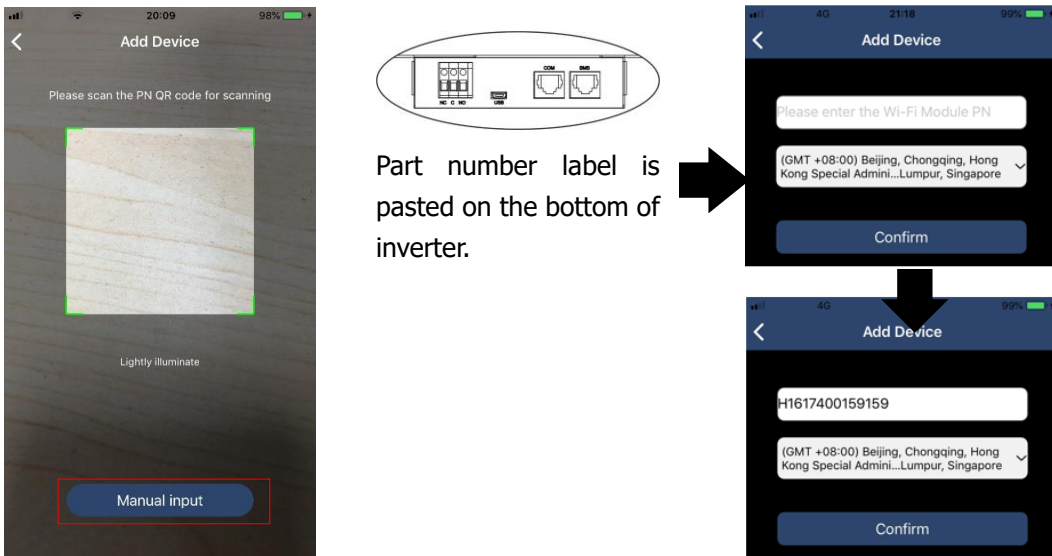 20:09
98%
Add Device
Please scan the PN QR code for scanning
Lightly illuminate
Manual input
COM
BMS
NC C NO
USB
Part number label is
pasted on the bottom of
inverter.
4G
21:18
99%
Add Device
Please enter the Wi-Fi Module PN
(GMT +08:00) Beijing, Chongqing, Hong
Kong Special Admini...Lumpur, Singapore
Confirm
4G
99%
Add Device
H1617400159159
(GMT +08:00) Beijing, Chongqing, Hong
Kong Special Admini...Lumpur, Singapore
Confirm